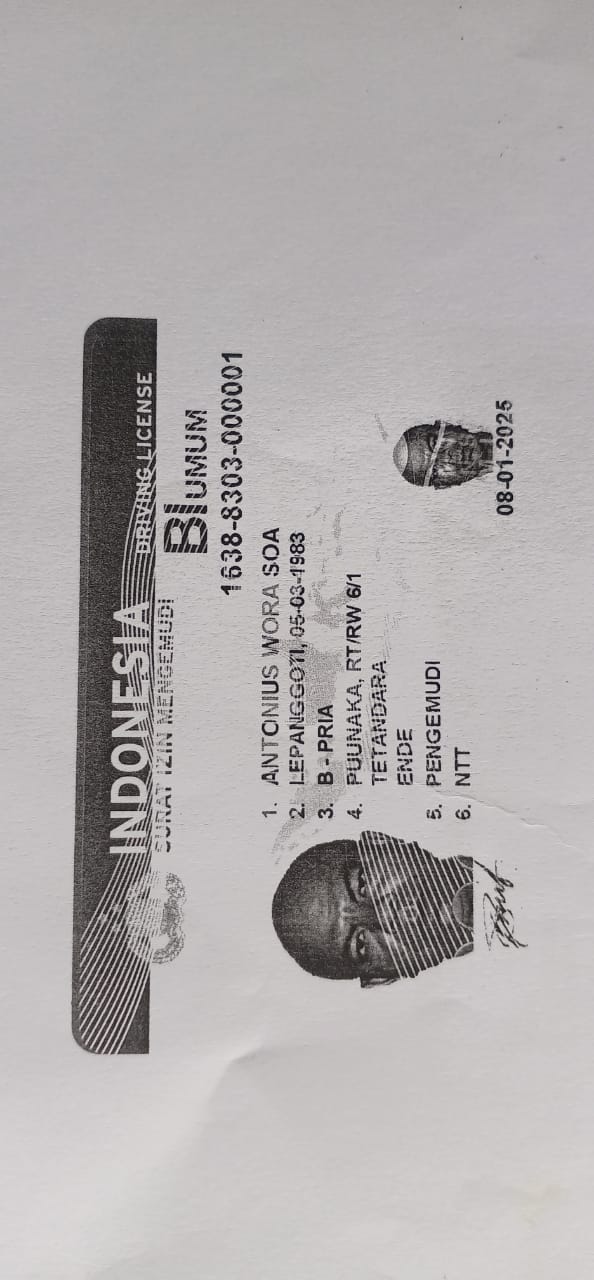 INDONESIA
SURAT IZIN MENGEMUDI
DRIVING LICENSE
BI UMUM
1638-8303-000001
1. ANTONIUS WORA SOA
2. LEPANGGOTI, 05-03-1983
3. B - PRIA
4. PUUNAKA, RT/RW 6/1
TETANDARA
ENDE
5. PENGEMUDI
6. NTT
08-01-2025